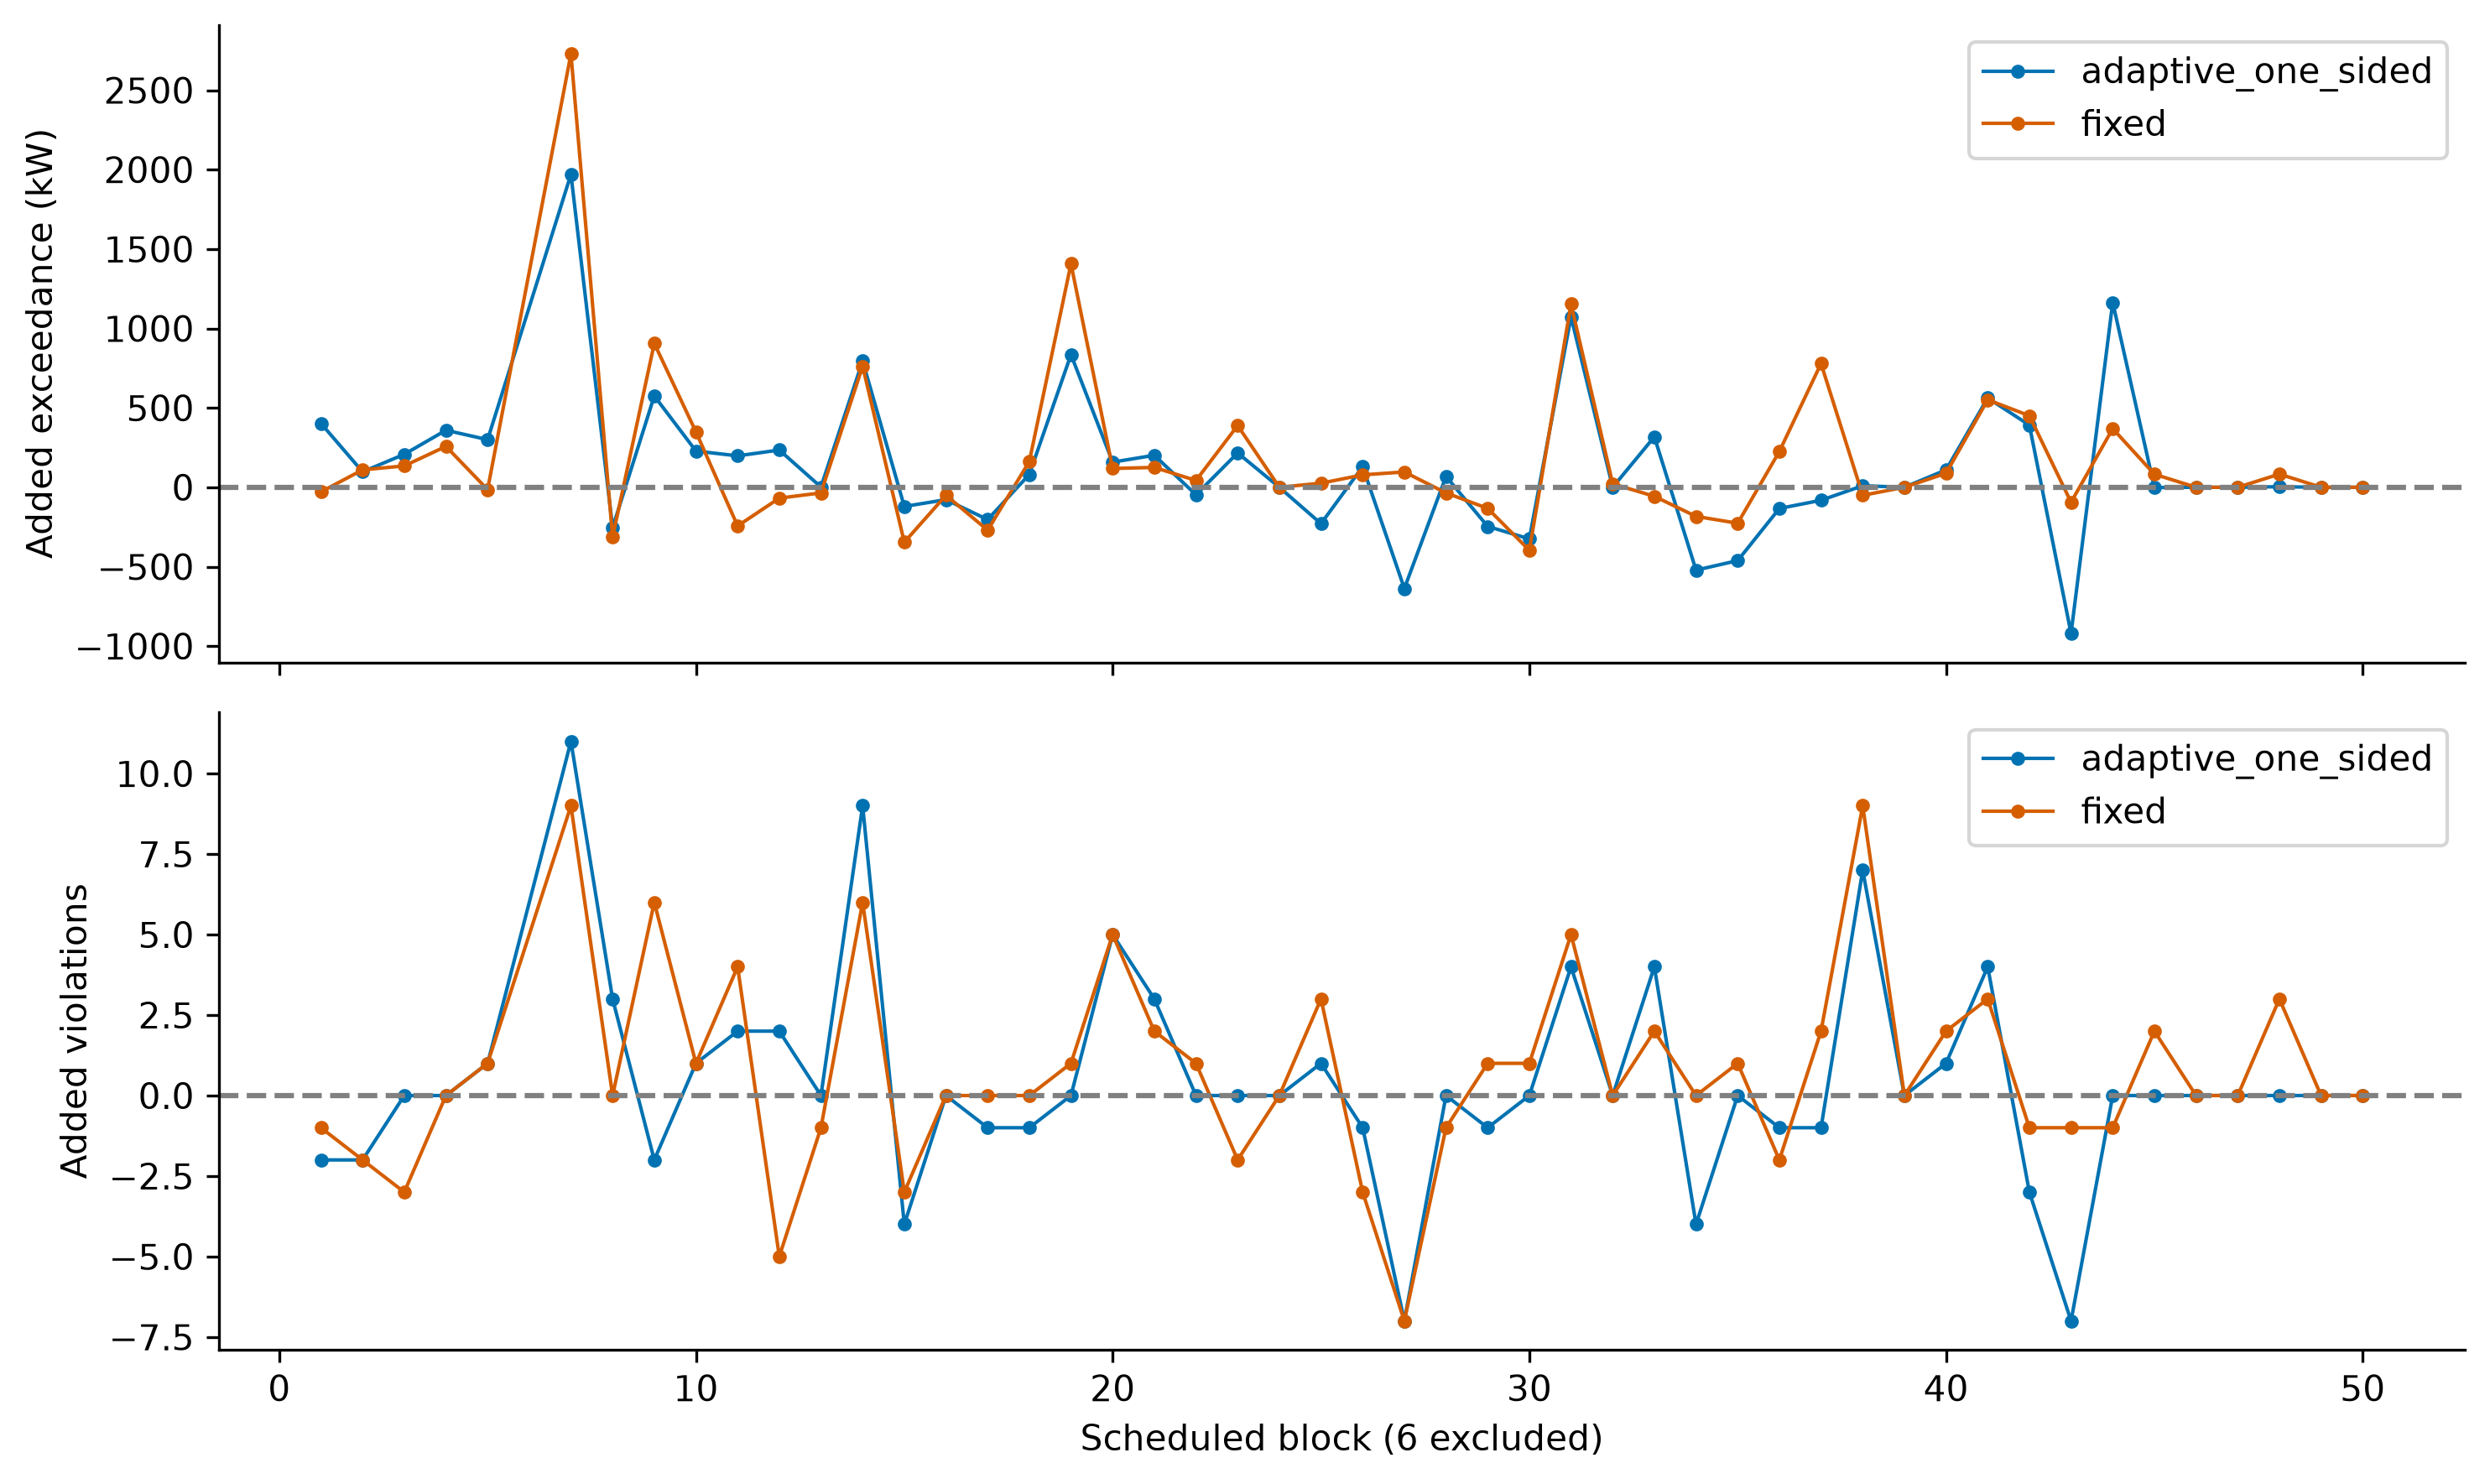 Added exceedance (kW)
2500
2000
1500
1000
500
0
−500
−1000
adaptive_one_sided
fixed
Added violations
10.0
7.5
5.0
2.5
0.0
−2.5
−5.0
−7.5
adaptive_one_sided
fixed
0 10 20 30 40 50
Scheduled block (6 excluded)